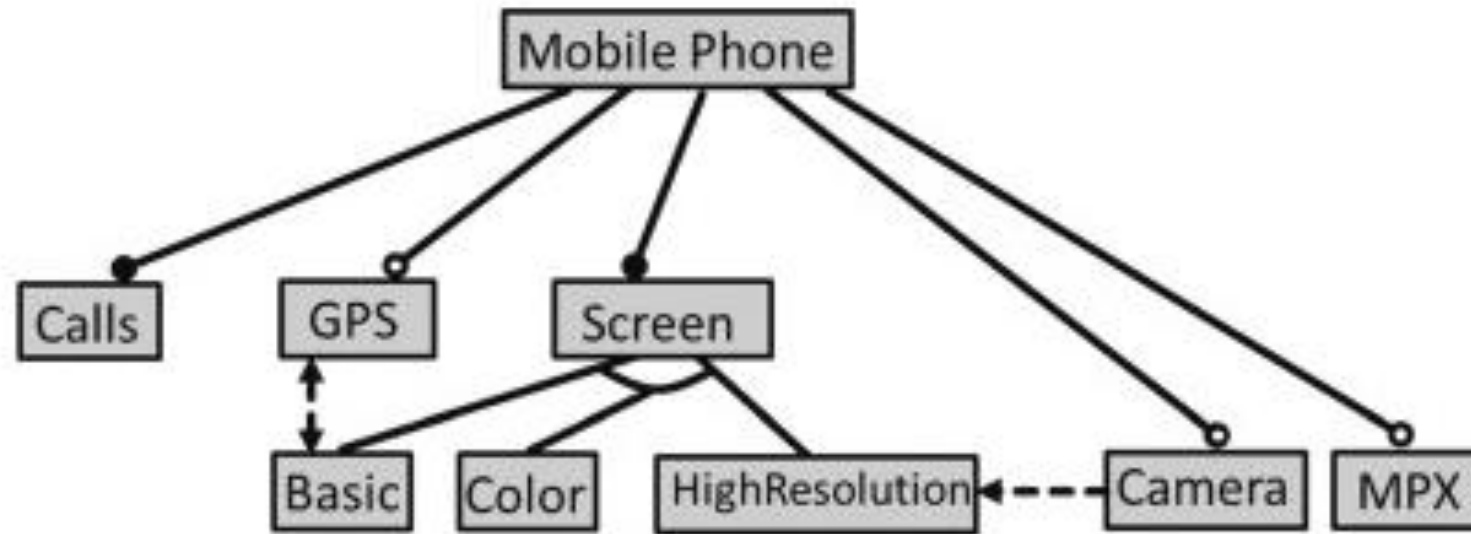 Mobile Phone
Calls
GPS
Screen
Basic
Color
HighResolution
Camera
MPX